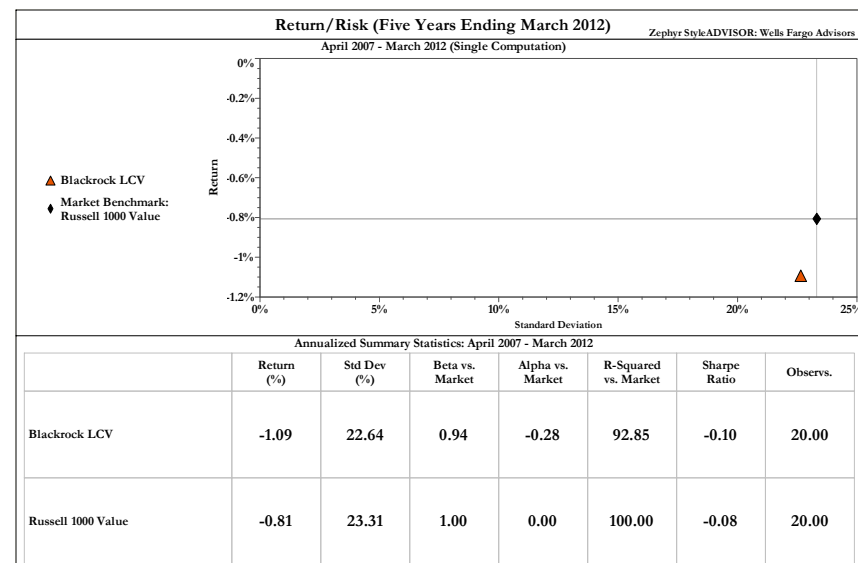 Return/Risk (Five Years Ending March 2012)
Zephyr StyleADVISOR: Wells Fargo Advisors
April 2007 - March 2012 (Single Computation)
0%
-0.2%
-0.4%
-0.6%
-0.8%
-1%
-1.2%
Return
Blackrock LCV
Market Benchmark:
Russell 1000 Value
0% 5% 10% 15% 20% 25%
Standard Deviation
Annualized Summary Statistics: April 2007 - March 2012
Return (%) Std Dev (%) Beta vs. Market Alpha vs. Market R-Squared vs. Market Sharpe Ratio Observs.
Blackrock LCV -1.09 22.64 0.94 -0.28 92.85 -0.10 20.00
Russell 1000 Value -0.81 23.31 1.00 0.00 100.00 -0.08 20.00